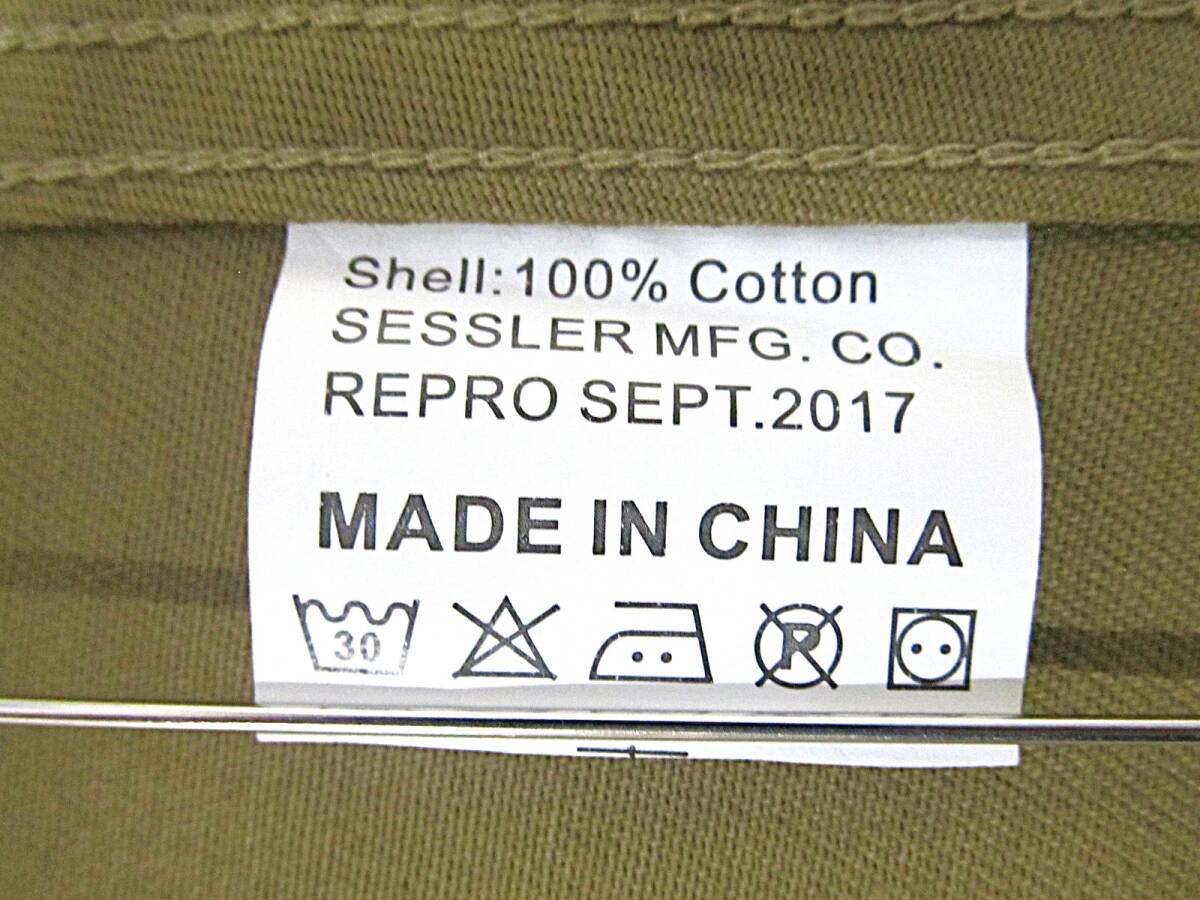 Shell:100% Cotton
SESSLER MFG. CO.
REPRO SEPT.2017
MADE IN CHINA
30 P